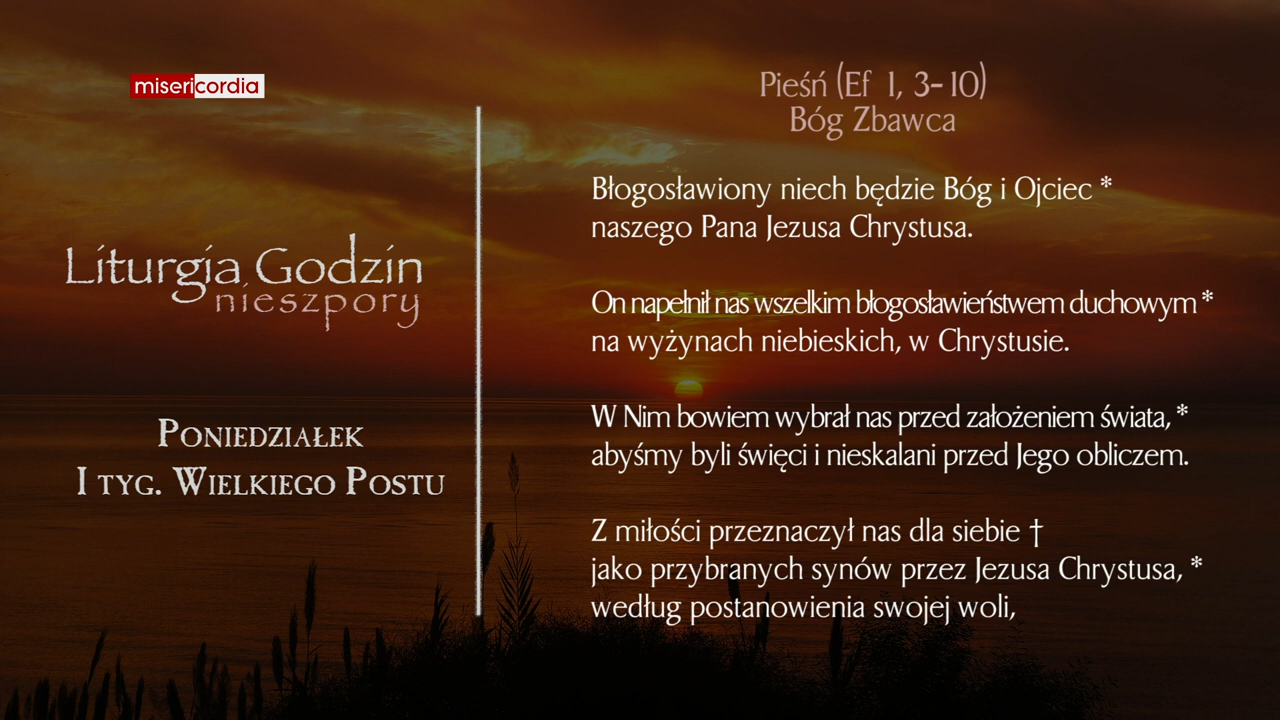 misericordia
Liturgia Godzin
nieszpory
Poniedziałek
I tyg. Wielkiego Postu
Pieśń (Ef 1, 3-10)
Bóg Zbawca
Błogosławiony niech będzie Bóg i Ojciec *
naszego Pana Jezusa Chrystusa.
On napełnił nas wszelkim błogosławieństwem duchowym *
na wyżynach niebieskich, w Chrystusie.
W Nim bowiem wybrał nas przed założeniem świata, *
abyśmy byli święci i nieskalani przed Jego obliczem.
Z miłości przeznaczył nas dla siebie †
jako przybranych synów przez Jezusa Chrystusa, *
według postanowienia swojej woli,